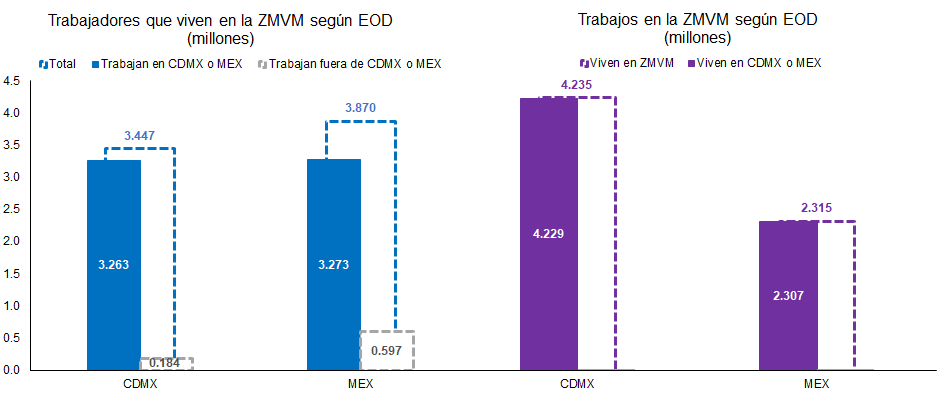 Trabajadores que viven en la ZMVM según EOD
(millones)
Total
Trabajan en CDMX o MEX
Trabajan fuera de CDMX o MEX
4.5
4.0
3.5
3.0
2.5
2.0
1.5
1.0
0.5
0.0
3.447
3.263
0.184
3.870
3.273
0.597
CDMX
MEX
Trabajos en la ZMVM según EOD
(millones)
Viven en ZMVM
Viven en CDMX o MEX
4.235
4.229
2.315
2.307
CDMX
MEX